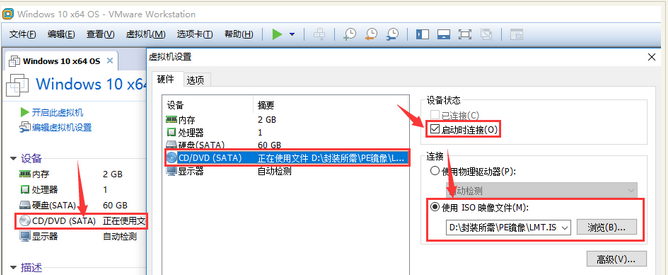 Windows 10 x64 OS - VMware Workstation
文件(F) 编辑(E) 查看(V) 虚拟机(M) 选项卡(T) 帮助(H)
Windows 10 x64 OS
Windows 10 x6
开启此虚拟机
编辑虚拟机设置
设备
内存 2 GB
处理器 1
硬盘(SATA) 60 GB
CD/DVD (SATA) 正在使用文
显示器 自动检测
描述
虚拟机设置
硬件 选项
设备 摘要
内存 2 GB
处理器 1
硬盘(SATA) 60 GB
CD/DVD (SATA) 正在使用文件 D:\封装所需\PE镜像\L...
显示器 自动检测
设备状态
已连接(C)
启动时连接(O)
连接
使用物理驱动器(P):
自动检测
使用 ISO 映像文件(M):
D:\封装所需\PE镜像\LMT.IS 浏览(B)...
高级(V)...